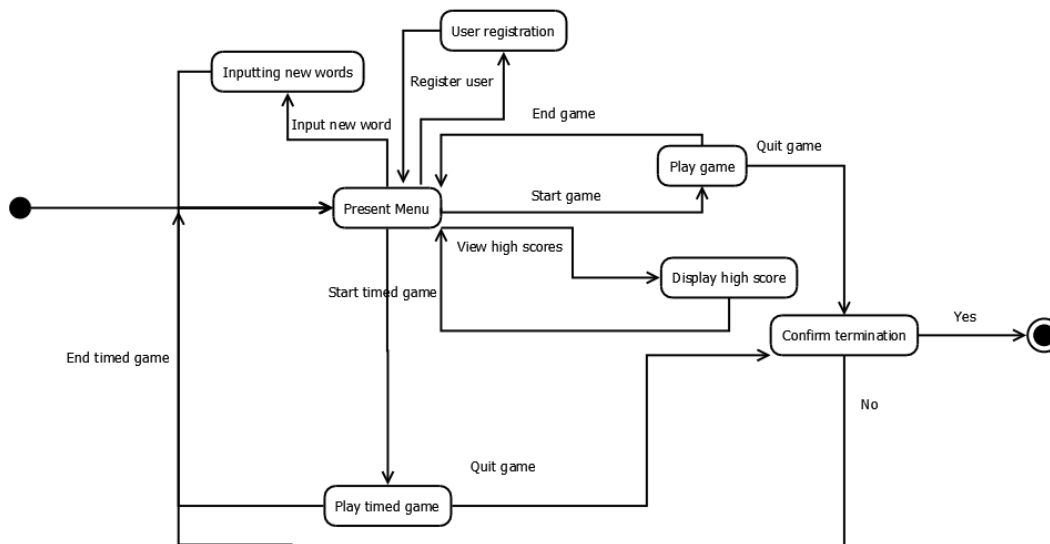 User registration
Inputting new words
Register user
Input new word
End game
Quit game
Play game
Present Menu
Start game
View high scores
Display high score
Start timed game
Yes
Confirm termination
End timed game
No
Quit game
Play timed game